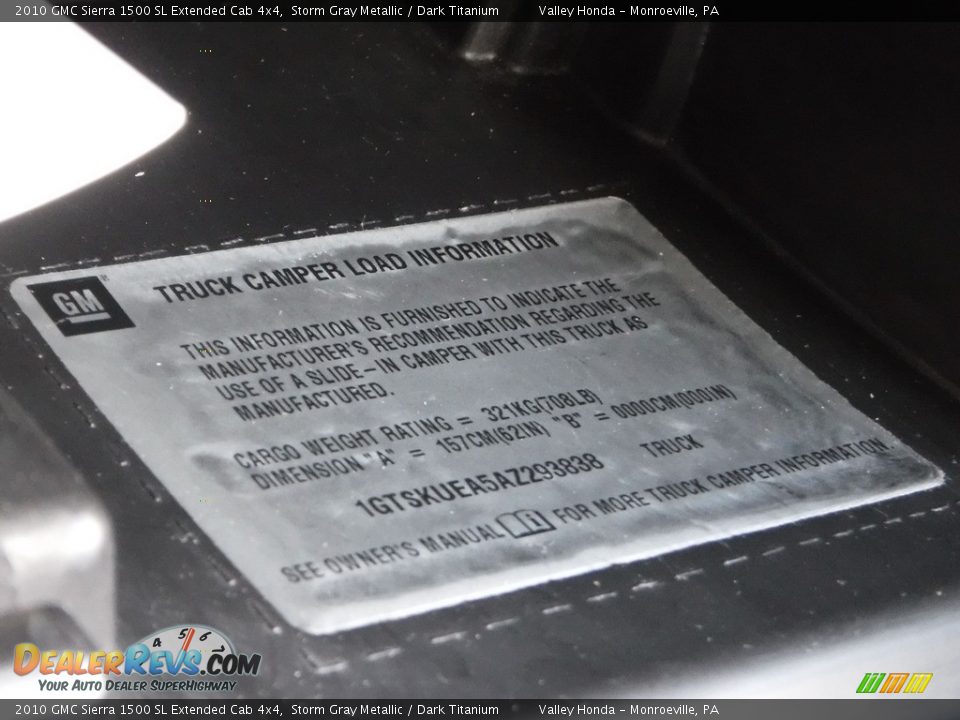 2010 GMC Sierra 1500 SL Extended Cab 4x4,  Storm Gray Metallic / Dark Titanium          Valley Honda - Monroeville, PA
GM
TRUCK CAMPER LOAD INFORMATION
THIS INFORMATION IS FURNISHED TO INDICATE THE
MANUFACTURER'S RECOMMENDATION REGARDING THE
USE OF A SLIDE-IN CAMPER WITH THIS TRUCK AS
MANUFACTURED.
CARGO WEIGHT RATING = 321KG(708LB)
DIMENSION "A" = 157CM(62IN) "B" = 0000CM(000IN)
1GTSKUEA5AZ293838 TRUCK
SEE OWNER'S MANUAL FOR MORE TRUCK CAMPER INFORMATION.
4 5 6 7
DEALERREVS.COM
YOUR AUTO DEALER SUPERHIGHWAY
2010 GMC Sierra 1500 SL Extended Cab 4x4,  Storm Gray Metallic / Dark Titanium          Valley Honda - Monroeville, PA